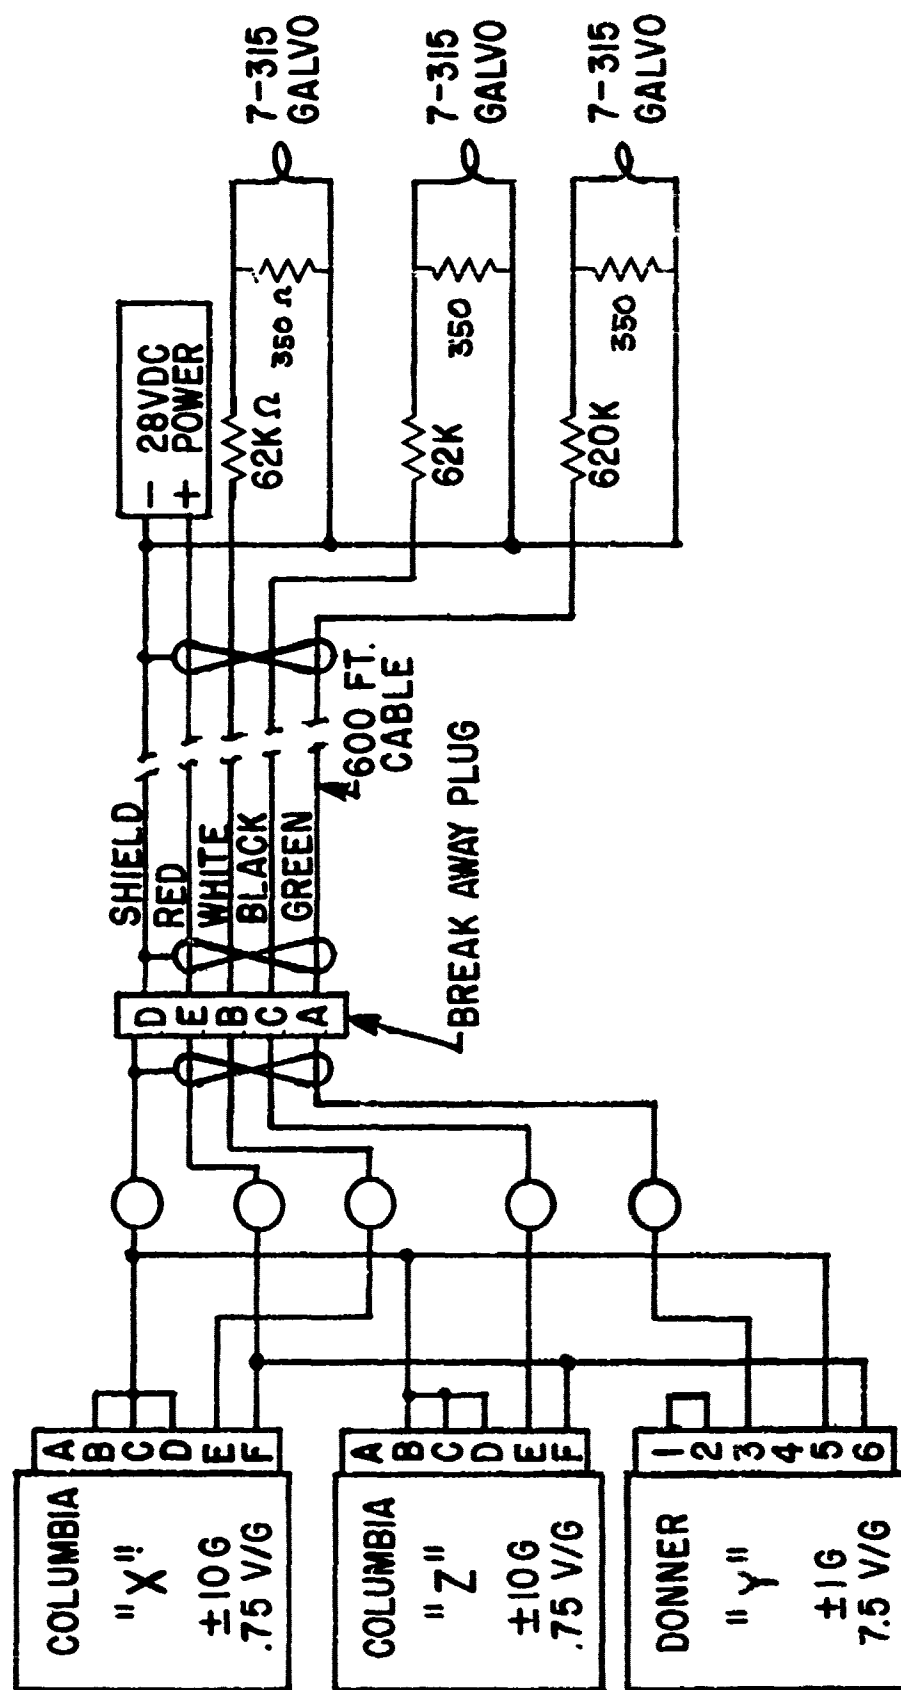 COLUMBIA
"X"
±10G
.75 V/G
A
B
C
D
E
F
COLUMBIA
"Z"
±10G
.75 V/G
A
B
C
D
E
F
DONNER
"Y"
±1G
7.5 V/G
1
2
3
4
5
6
D
E
B
C
A
BREAK AWAY PLUG
SHIELD
RED
WHITE
BLACK
GREEN
600 FT.
CABLE
- 28VDC
+ POWER
62KΩ
350Ω
7-315
GALVO
62K
350
7-315
GALVO
620K
350
7-315
GALVO